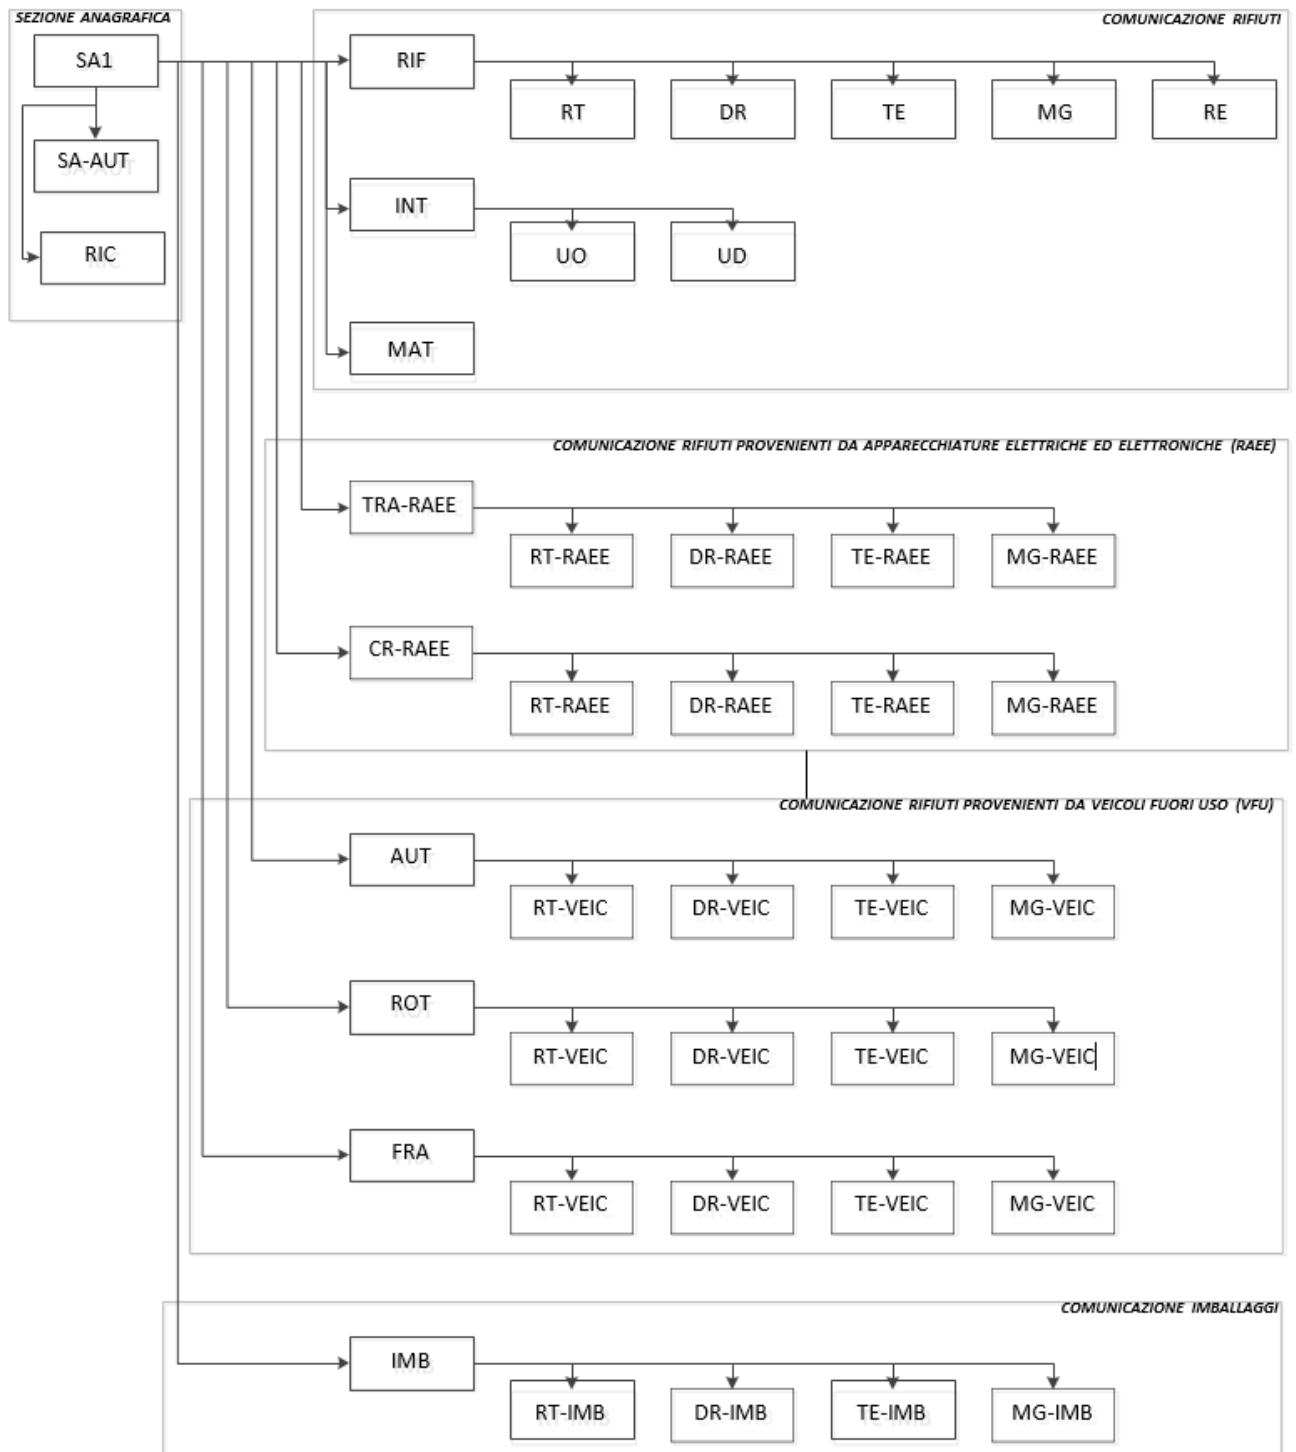 SEZIONE ANAGRAFICA
COMUNICAZIONE RIFIUTI
SA1
RIF
RT
DR
TE
MG
RE
SA-AUT
INT
UO
UD
RIC
MAT
COMUNICAZIONE RIFIUTI PROVENIENTI DA APPARECCHIATURE ELETTRICHE ED ELETTRONICHE (RAEE)
TRA-RAEE
RT-RAEE
DR-RAEE
TE-RAEE
MG-RAEE
CR-RAEE
RT-RAEE
DR-RAEE
TE-RAEE
MG-RAEE
COMUNICAZIONE RIFIUTI PROVENIENTI DA VEICOLI FUORI USO (VFU)
AUT
RT-VEIC
DR-VEIC
TE-VEIC
MG-VEIC
ROT
RT-VEIC
DR-VEIC
TE-VEIC
MG-VEIC
FRA
RT-VEIC
DR-VEIC
TE-VEIC
MG-VEIC
COMUNICAZIONE IMBALLAGGI
IMB
RT-IMB
DR-IMB
TE-IMB
MG-IMB